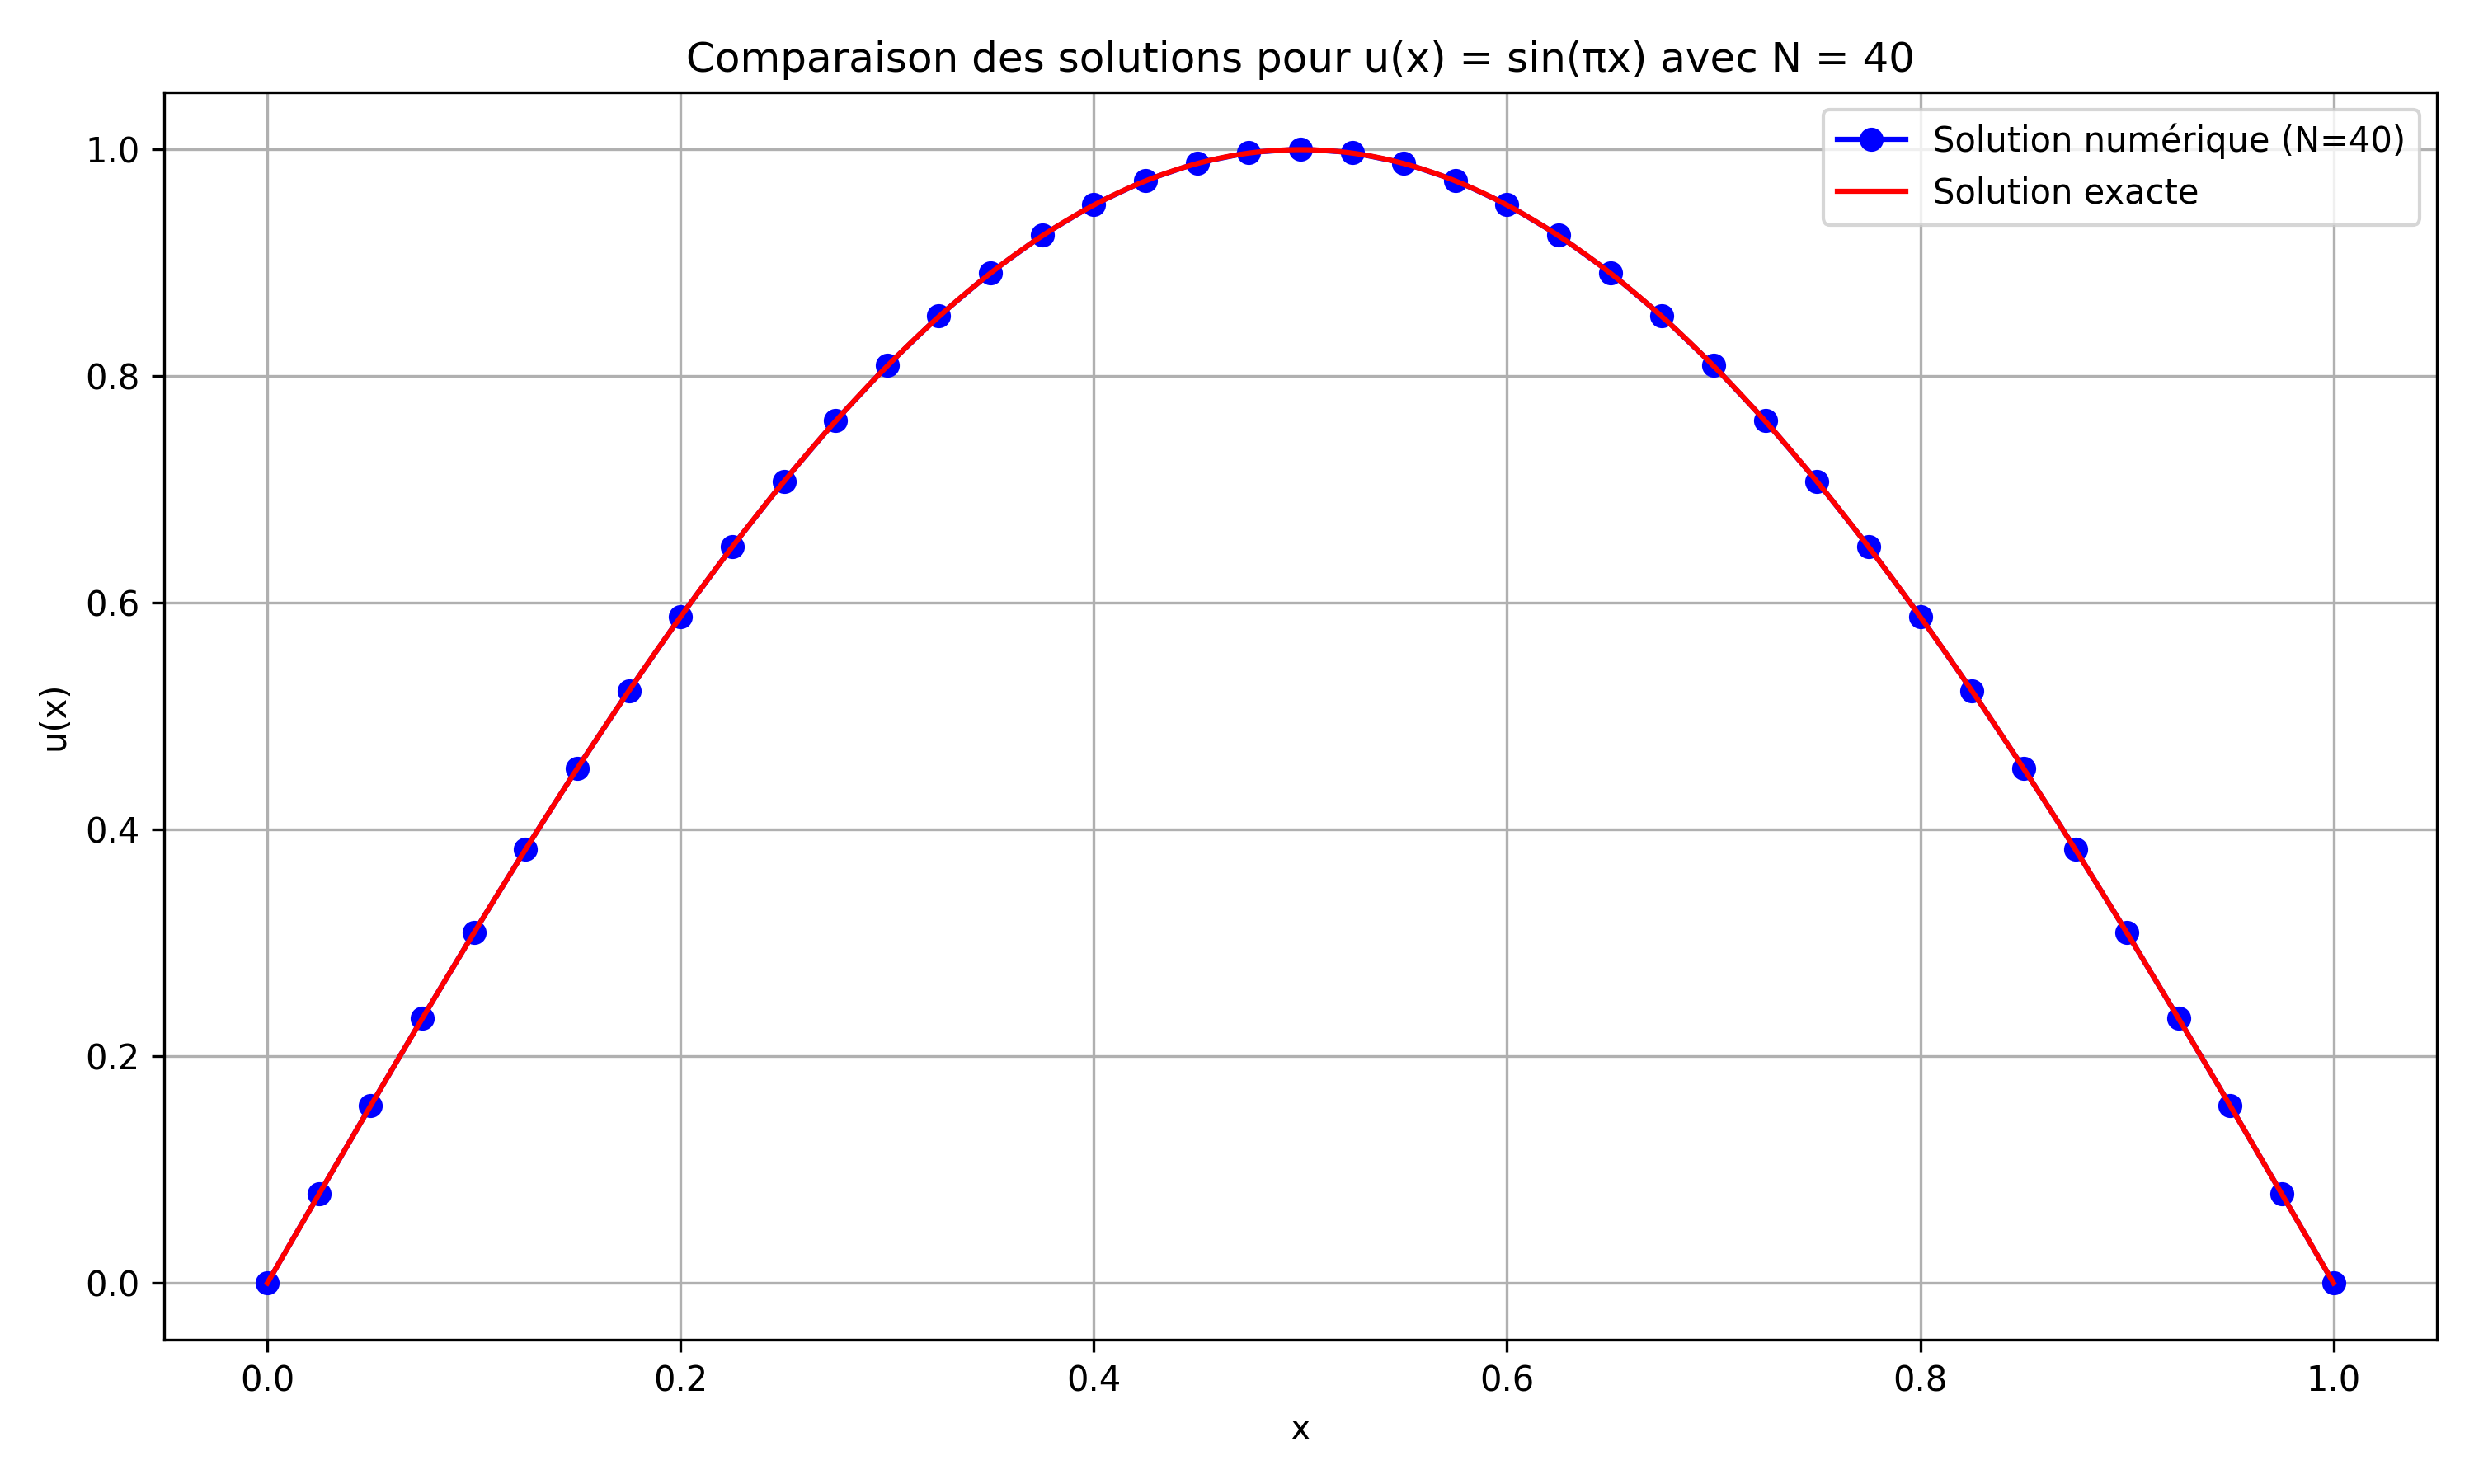 Comparaison des solutions pour u(x) = sin(πx) avec N = 40
Solution numérique (N=40)
Solution exacte
1.0
0.8
0.6
0.4
0.2
0.0
u(x)
0.0 0.2 0.4 0.6 0.8 1.0
x